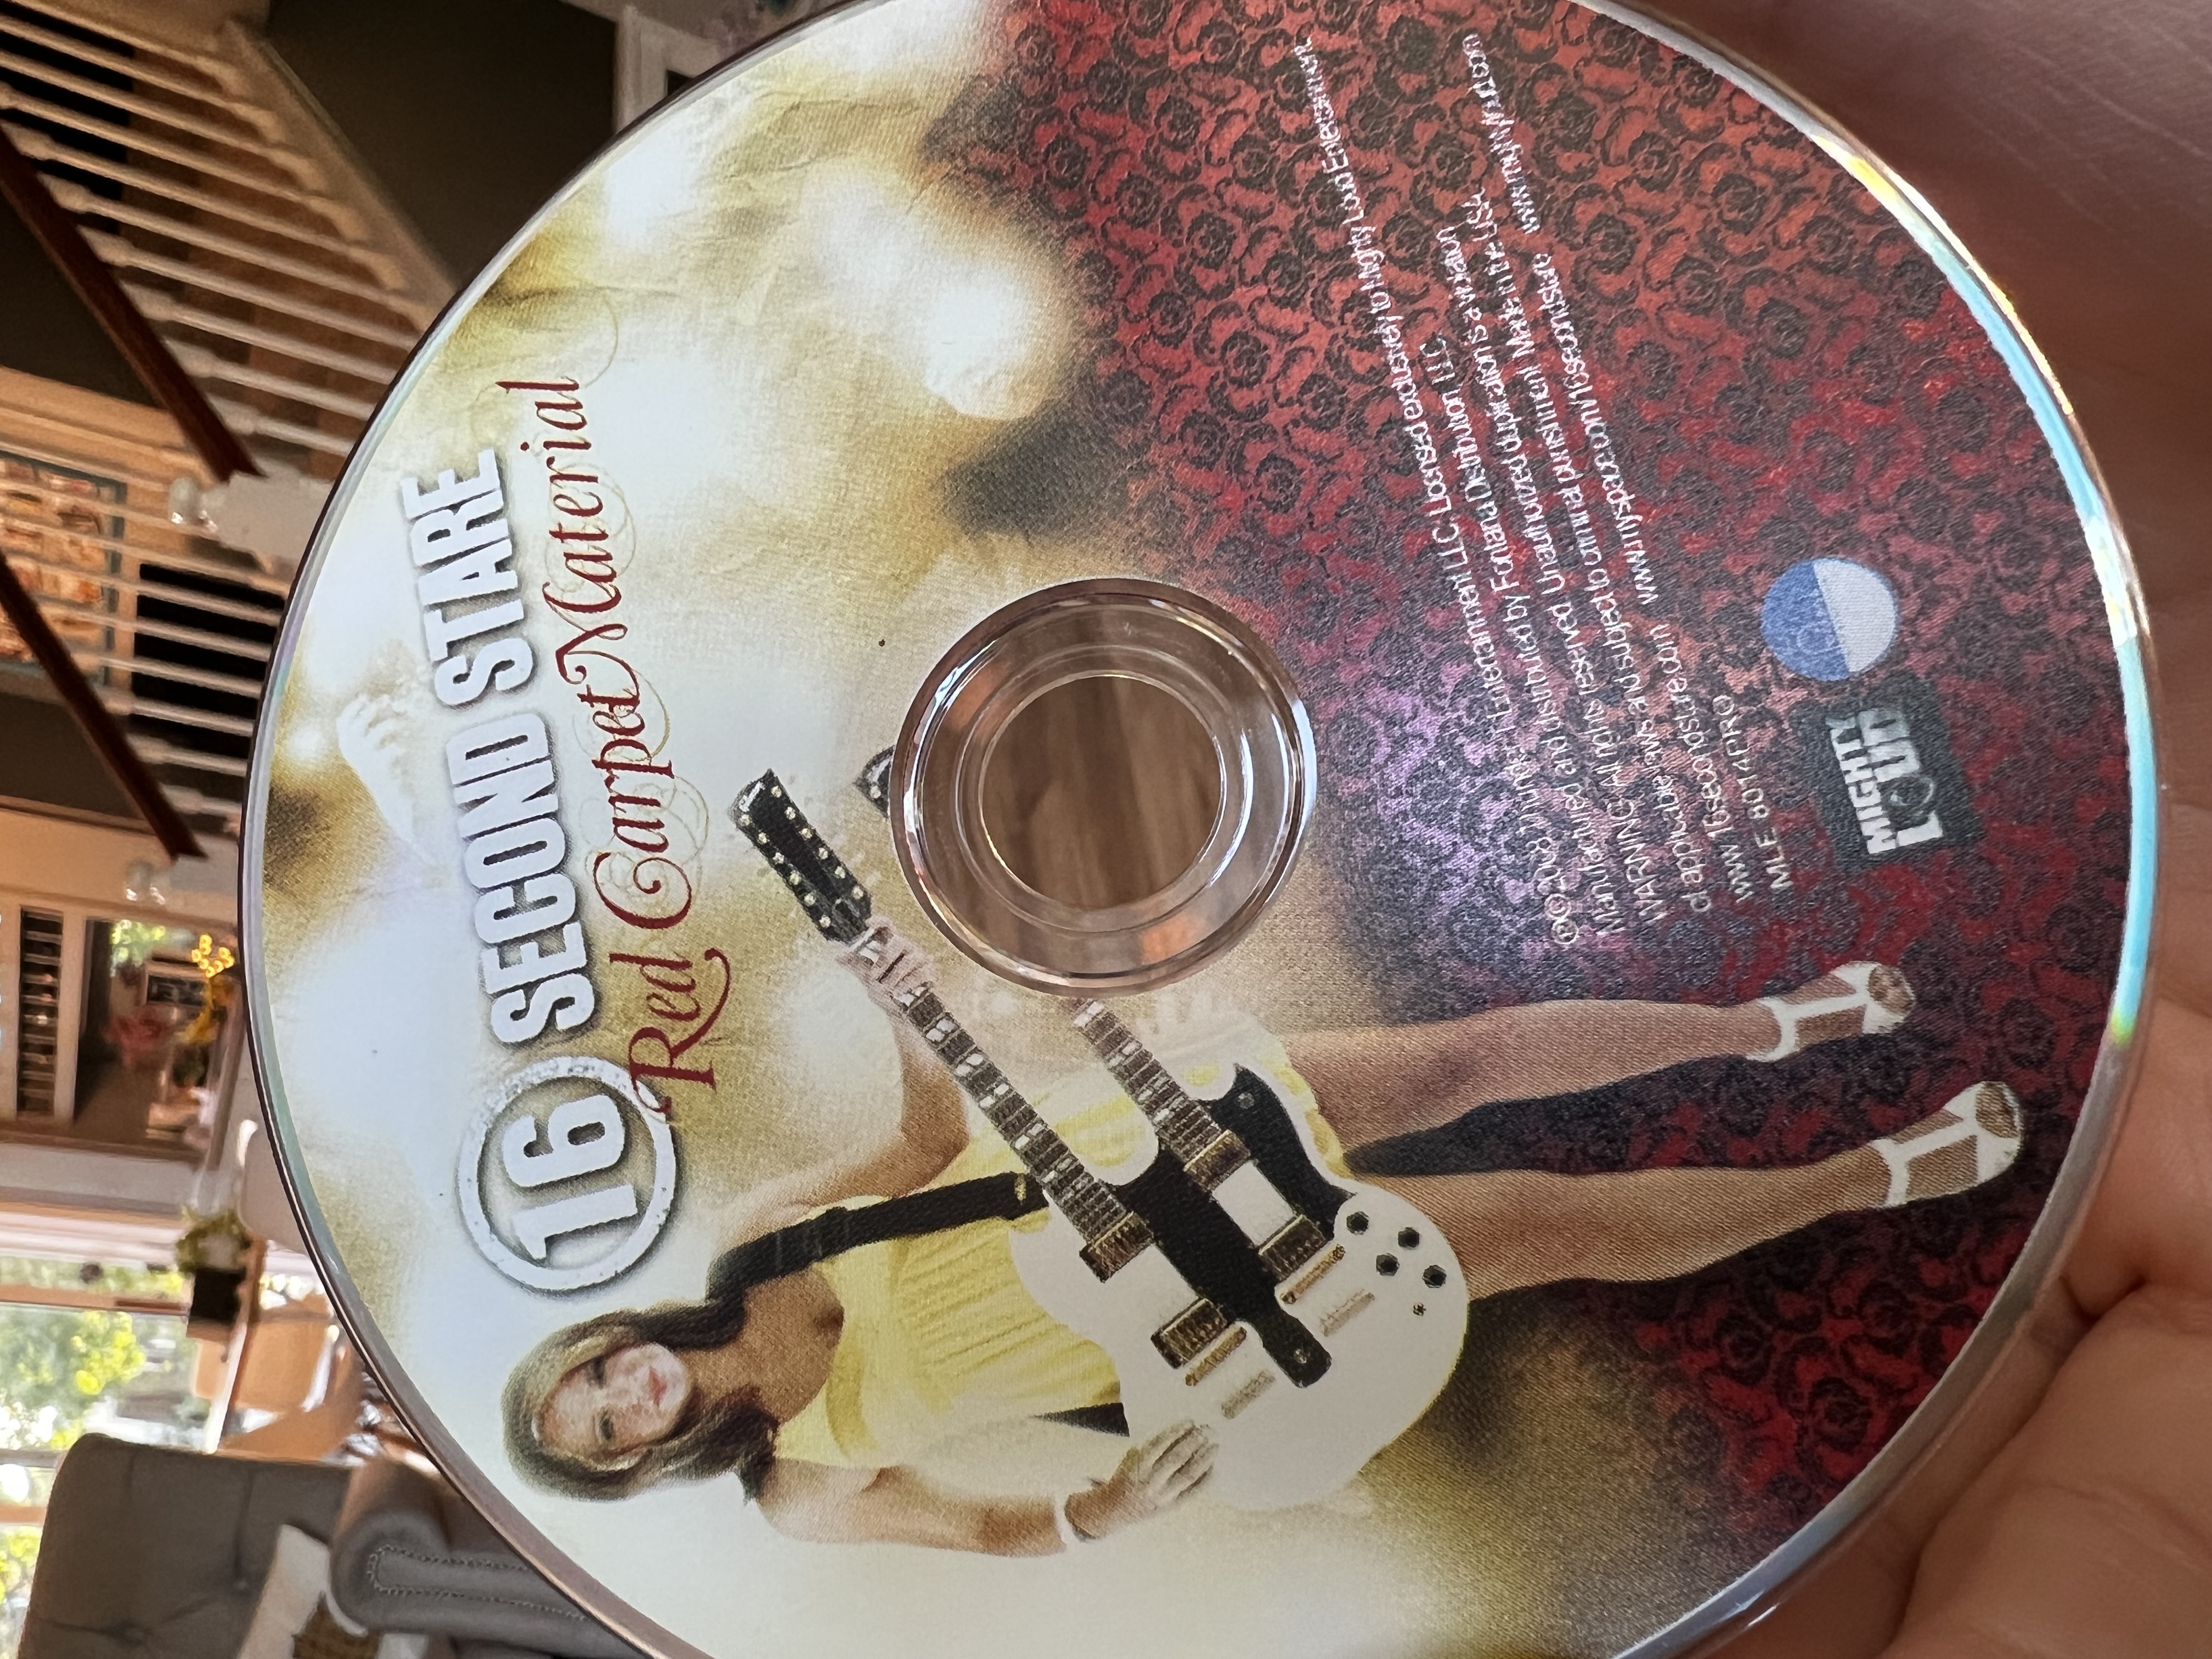 16 SECOND STARE
Red Carpet Material
℗©2008 Thunder T Entertainment LLC. Licensed exclusively to Mighty Loud Entertainment.
Manufactured and distributed by Fontana Distribution, LLC.
WARNING: All rights reserved. Unauthorized duplication is a violation
of applicable laws and subject to criminal punishment. Made in the USA.
www.16secondstare.com www.myspace.com/16secondstare www.mightyloud.com
MLE 8014PRO
MIGHTY
LOUD